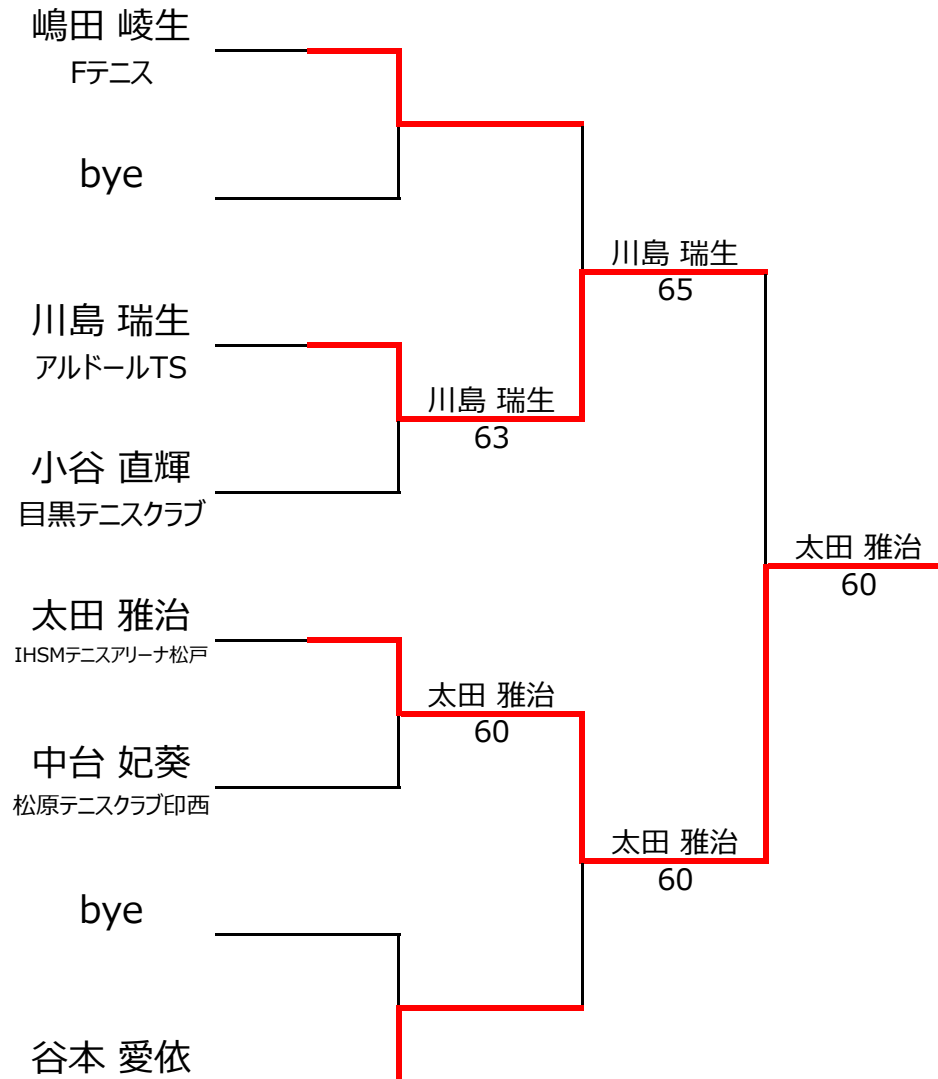 嶋田 崚生
Fテニス
bye
川島 瑞生
65
川島 瑞生
アルドールTS
川島 瑞生
63
小谷 直輝
目黒テニスクラブ
太田 雅治
60
太田 雅治
IHSMテニスアリーナ松戸
太田 雅治
60
中台 妃葵
松原テニスクラブ印西
太田 雅治
60
bye
谷本 愛依